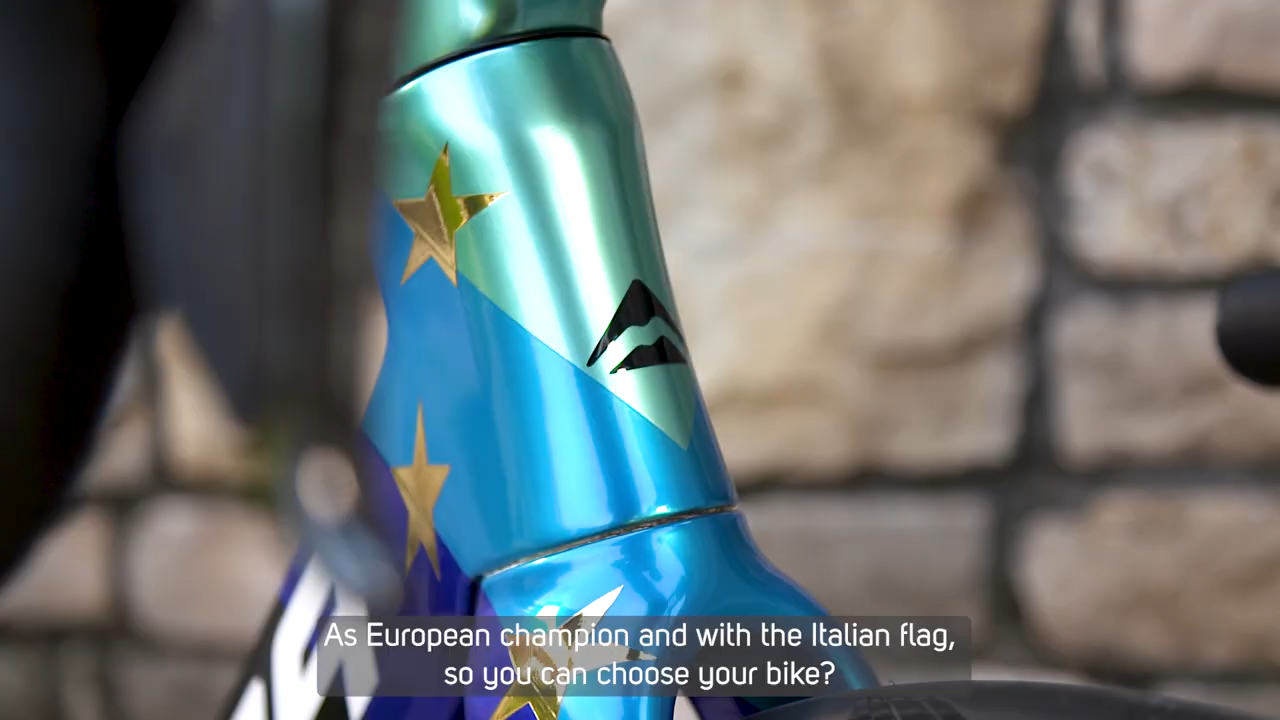 As European champion and with the Italian flag,
so you can choose your bike?